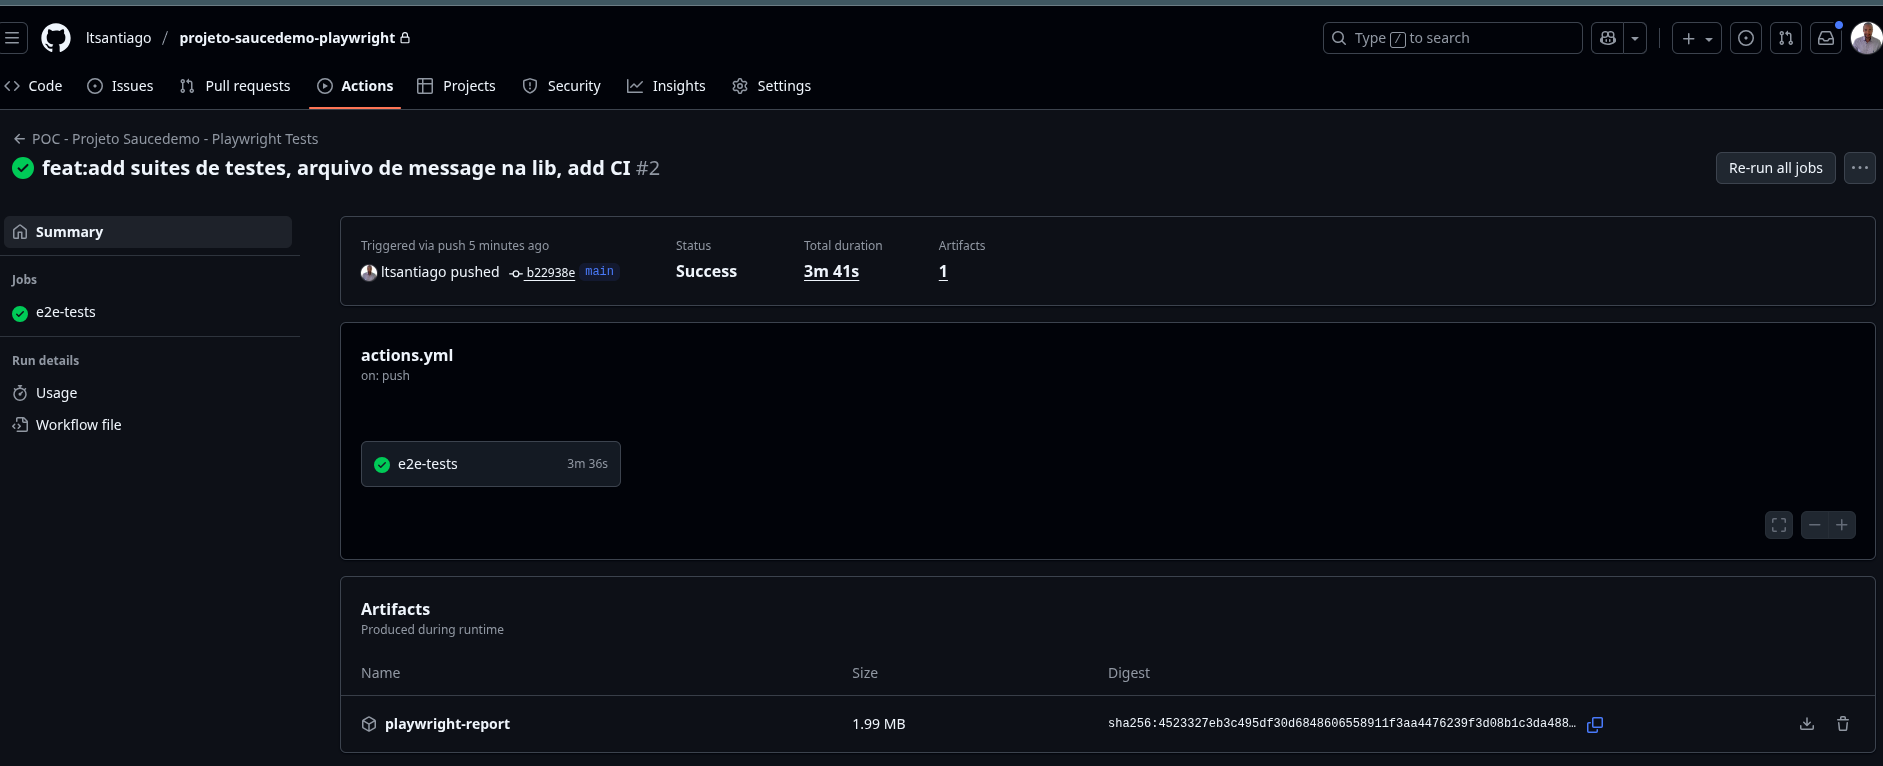 ltsantiago / projeto-saucedemo-playwright
Type / to search
Code Issues Pull requests Actions Projects Security Insights Settings
POC - Projeto Saucedemo - Playwright Tests
feat:add suites de testes, arquivo de message na lib, add CI #2
Re-run all jobs
Summary
Jobs
e2e-tests
Run details
Usage
Workflow file
Triggered via push 5 minutes ago
ltsantiago pushed b22938e main
Status
Success
Total duration
3m 41s
Artifacts
1
actions.yml
on: push
e2e-tests 3m 36s
Artifacts
Produced during runtime
Name Size Digest
playwright-report 1.99 MB sha256:4523327eb3c495df30d6848606558911f3aa4476239f3d08b1c3da488…